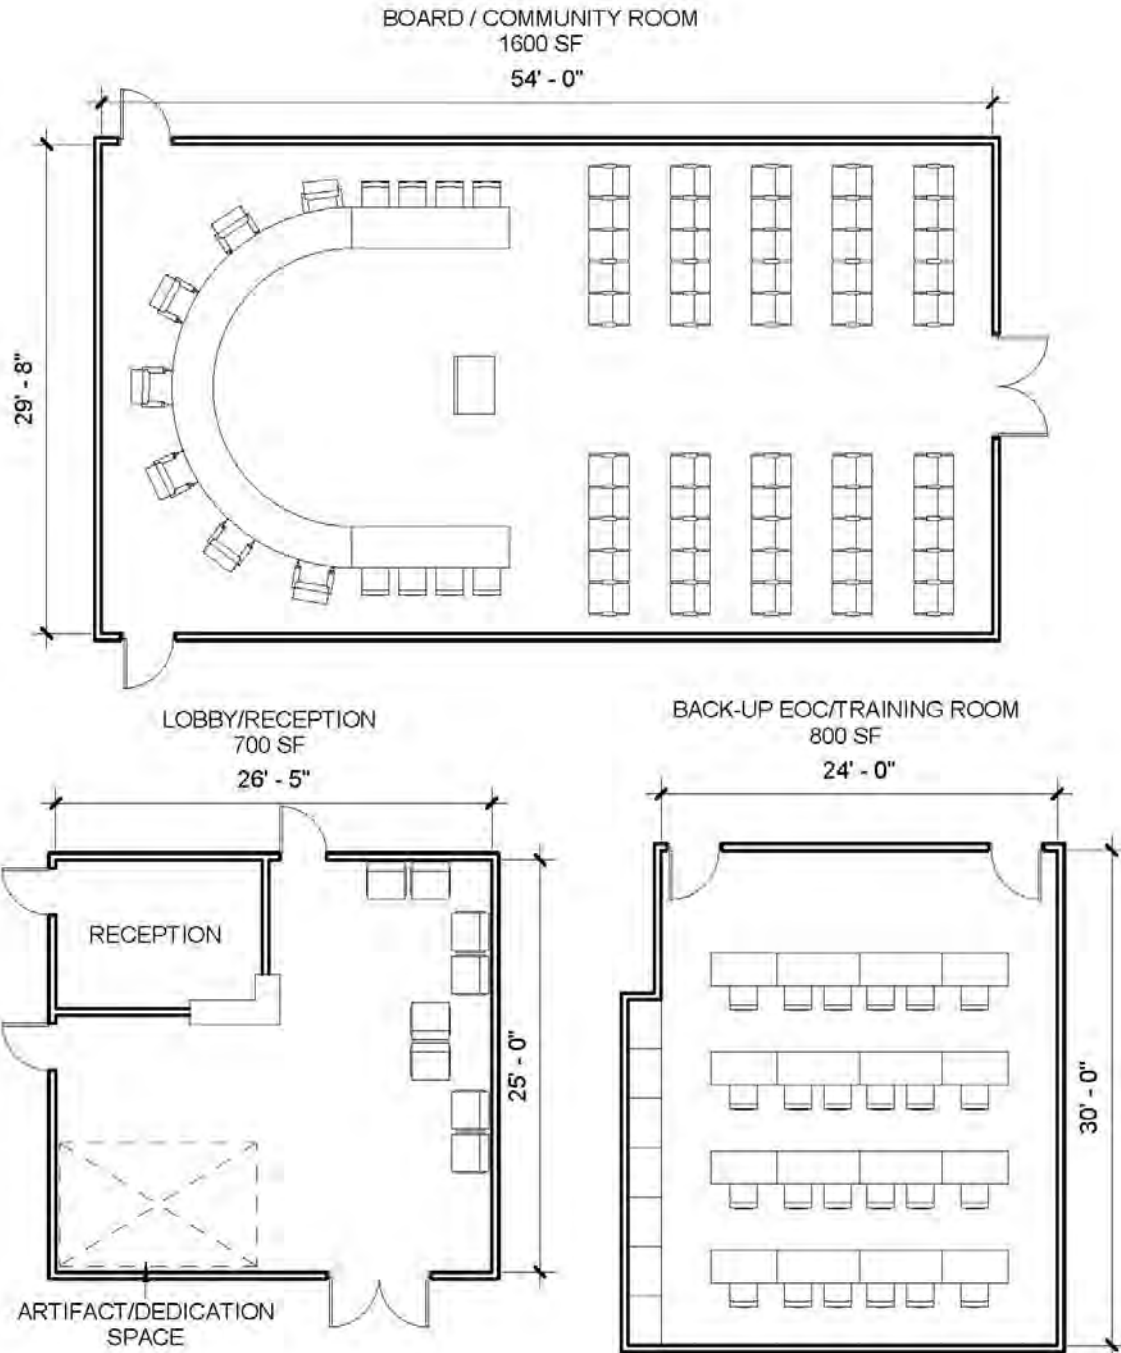 BOARD / COMMUNITY ROOM
1600 SF
54' - 0"
29' - 8"
LOBBY/RECEPTION
700 SF
26' - 5"
RECEPTION
25' - 0"
ARTIFACT/DEDICATION
SPACE
BACK-UP EOC/TRAINING ROOM
800 SF
24' - 0"
30' - 0"